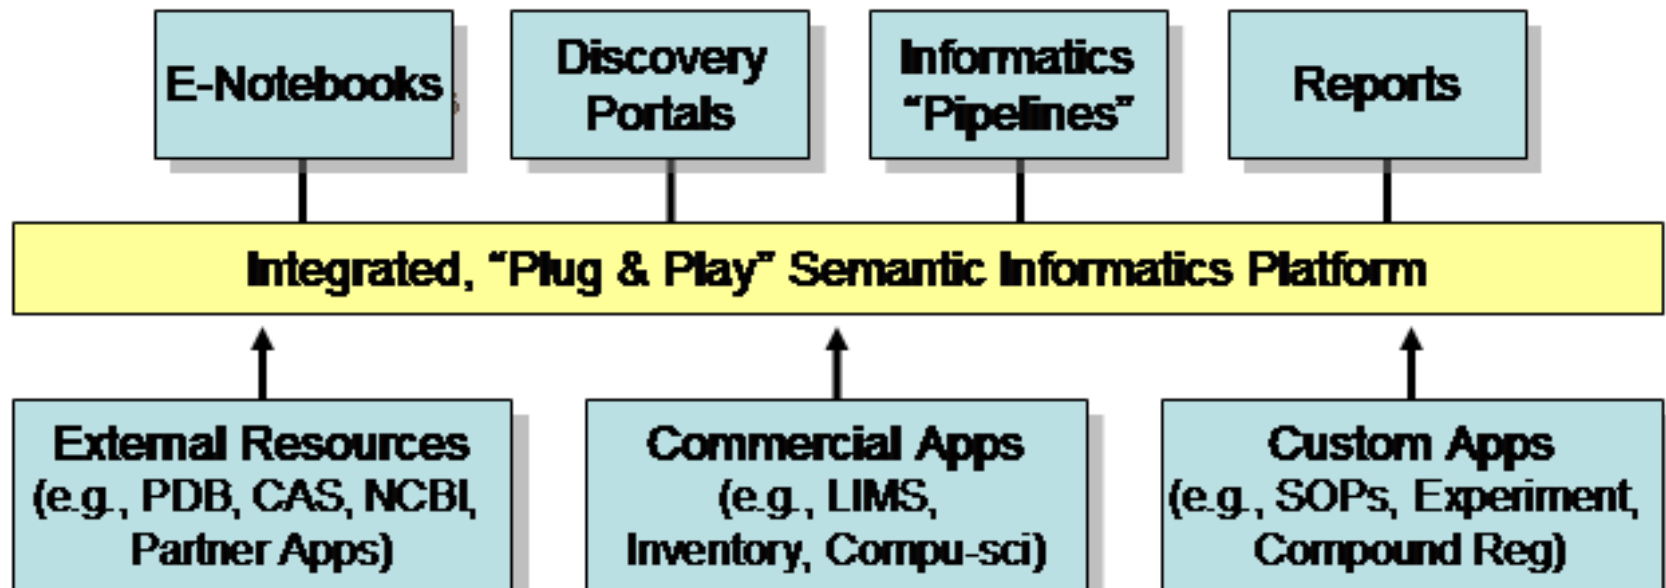 E-Notebooks
Discovery
Portals
Informatics
“Pipelines”
Reports
Integrated, “Plug & Play” Semantic Informatics Platform
External Resources
(e.g., PDB, CAS, NCBI,
Partner Apps)
Commercial Apps
(e.g., LIMS,
Inventory, Compu-sci)
Custom Apps
(e.g., SOPs, Experiment,
Compound Reg)